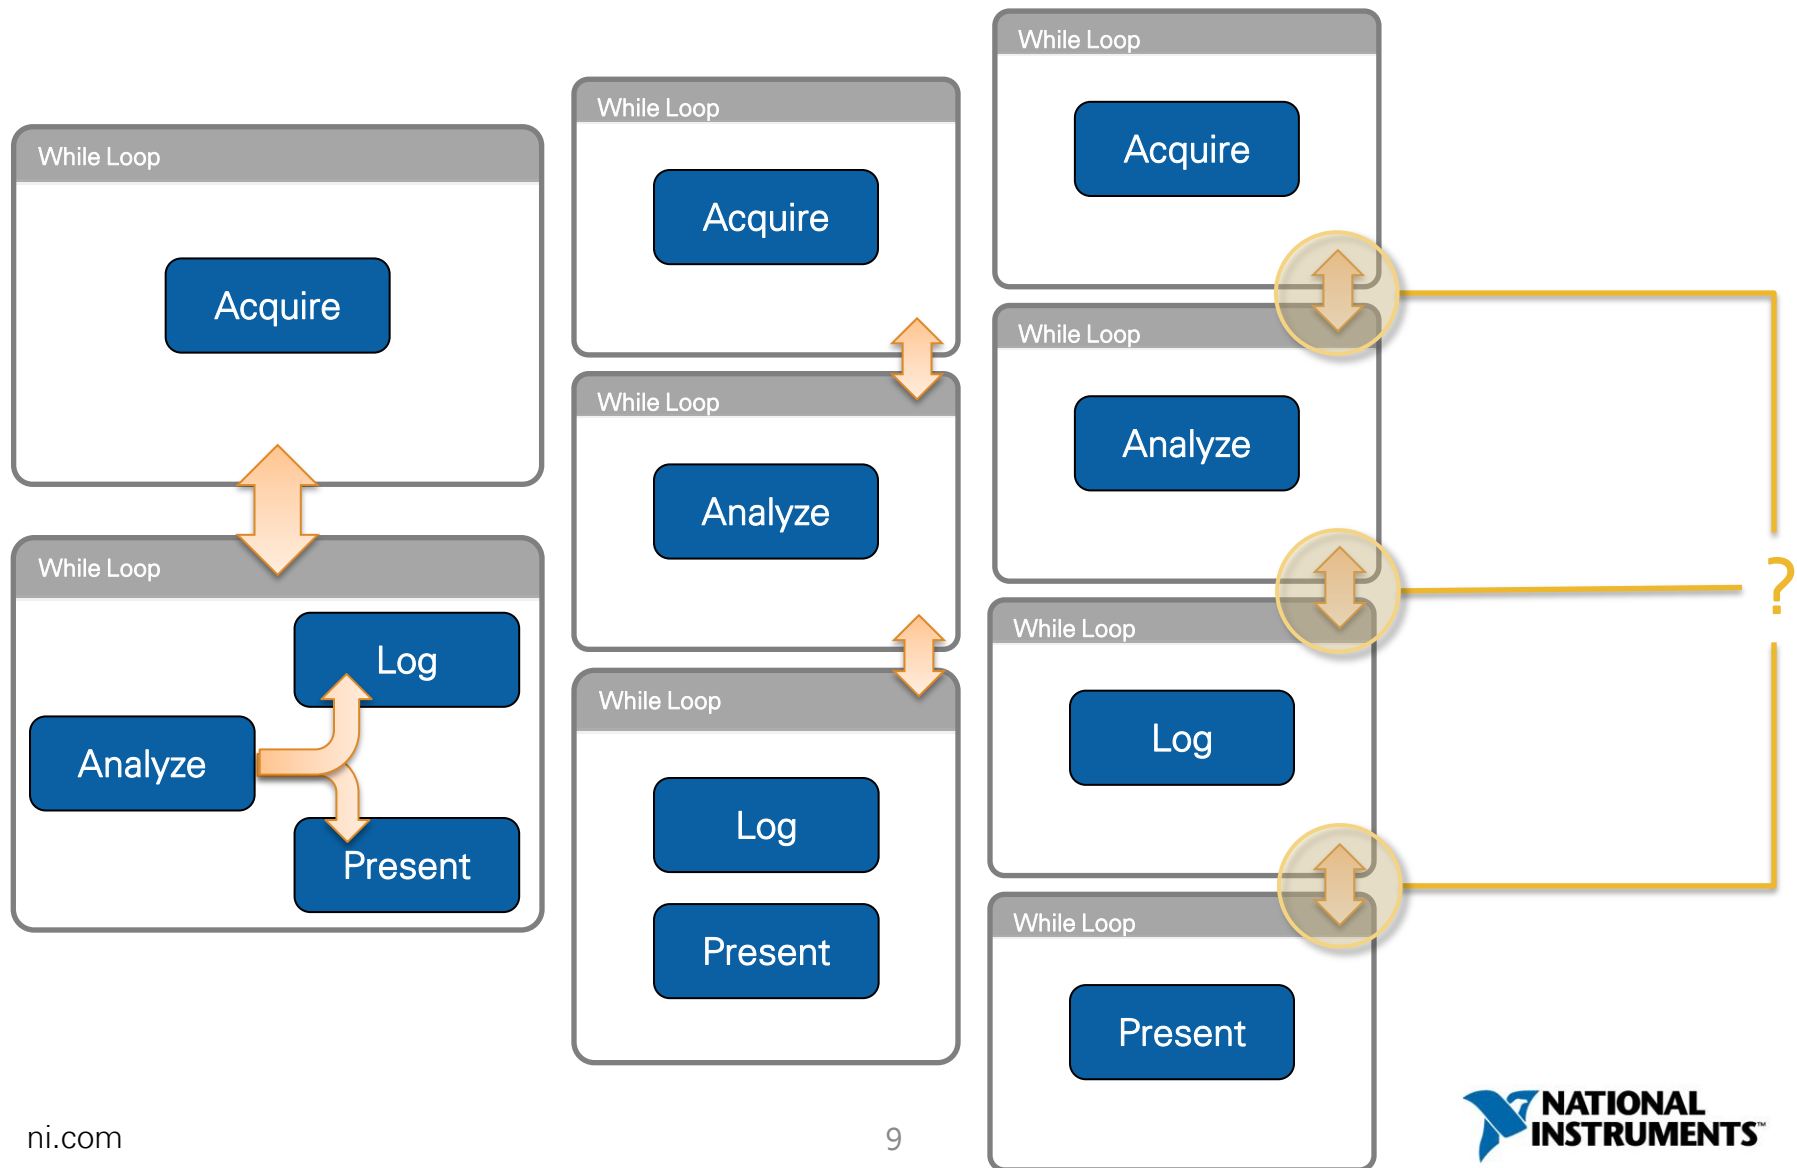 While Loop
Acquire
While Loop
Log
Analyze
Present
While Loop
Acquire
While Loop
Analyze
While Loop
Log
Present
While Loop
Acquire
While Loop
Analyze
While Loop
Log
While Loop
Present
?
ni.com
9
NATIONAL
INSTRUMENTS™